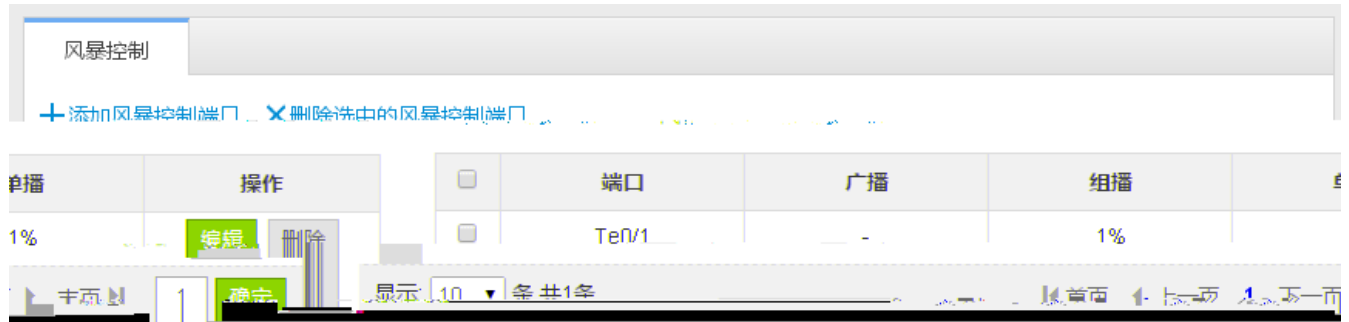 风暴控制
添加风暴控制端口 删除选中的风暴控制端口
单播 操作 端口 广播 组播
1% 编辑 删除 Te0/1 - 1%
1 确定 显示: 10 条 共1条 首页 上一页 1 下一页